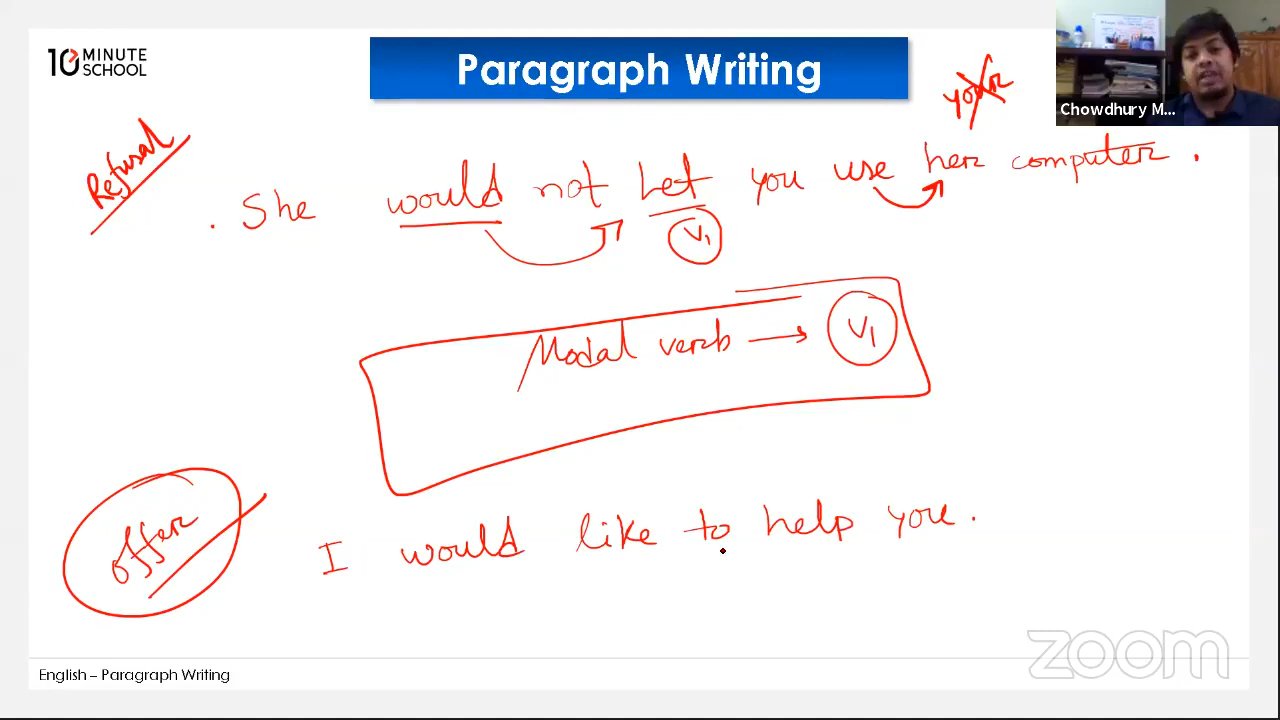 10 MINUTE SCHOOL
Paragraph Writing
Chowdhury M...
your
Refusal
. She would not Let you use her computer .
V1
Modal verb → V1
offer
I would like to help you .
zoom
English – Paragraph Writing